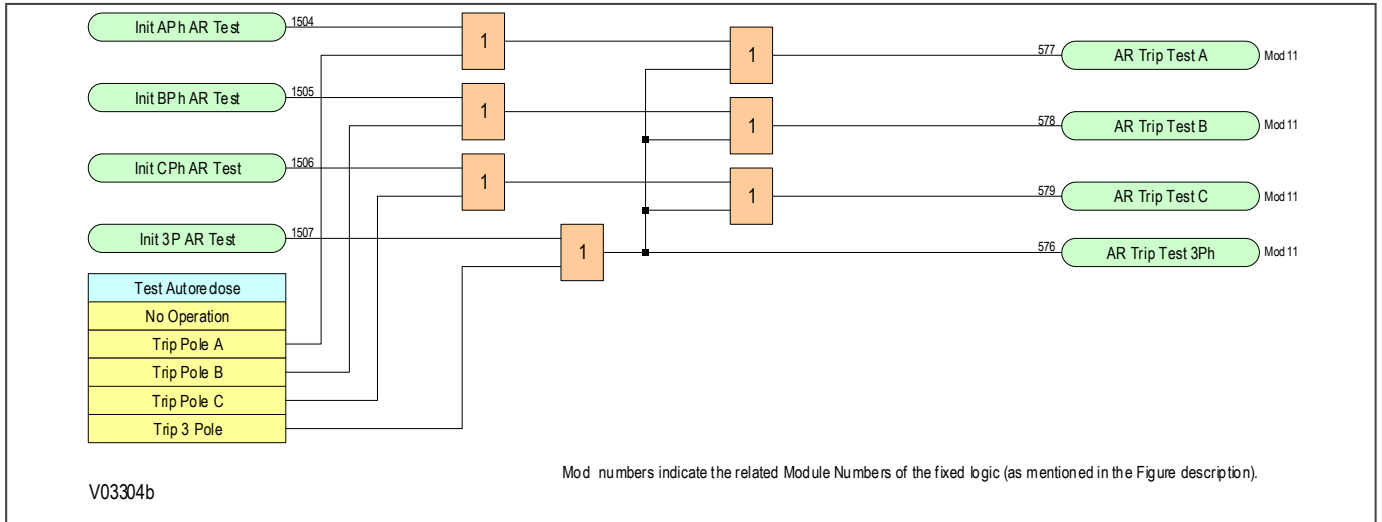 Init APh AR Test
1504
1
1
577
AR Trip Test A
Mod 11
Init BPh AR Test
1505
1
1
578
AR Trip Test B
Mod 11
Init CPh AR Test
1506
1
1
579
AR Trip Test C
Mod 11
Init 3P AR Test
1507
1
576
AR Trip Test 3Ph
Mod 11
Test Autoredose
No Operation
Trip Pole A
Trip Pole B
Trip Pole C
Trip 3 Pole
Mod numbers indicate the related Module Numbers of the fixed logic (as mentioned in the Figure description).
V03304b